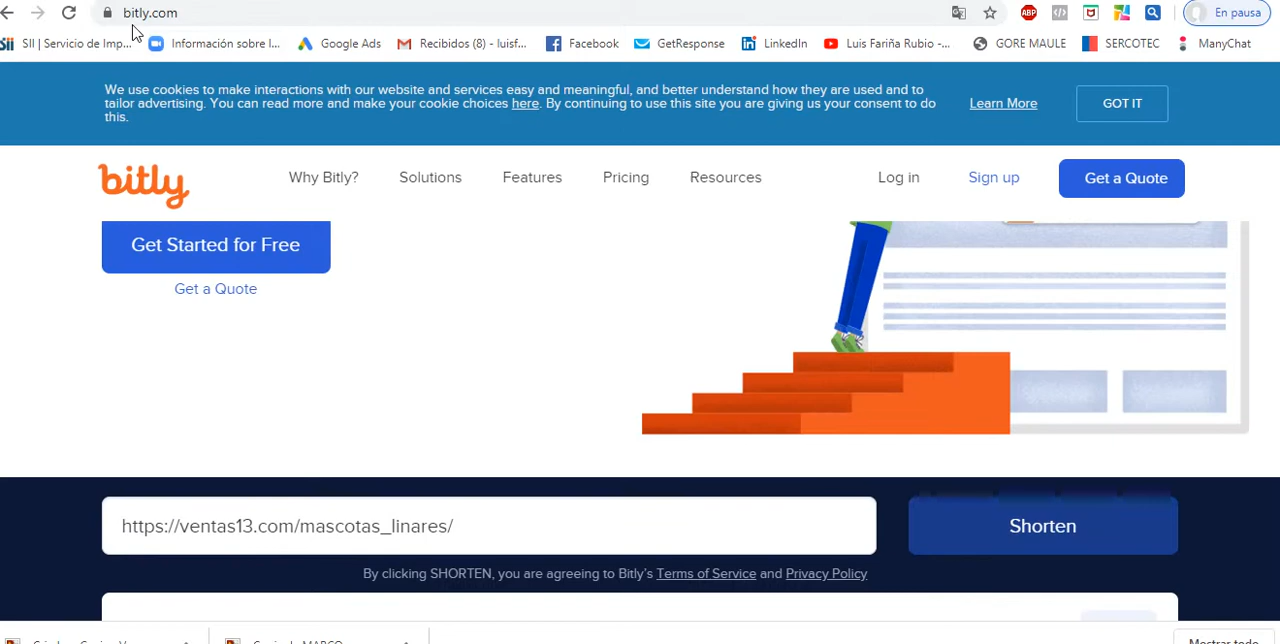 bitly.com
En pausa
SII | Servicio de Imp...
Información sobre l...
Google Ads
Recibidos (8) - luisf...
Facebook
GetResponse
LinkedIn
Luis Fariña Rubio -...
GORE MAULE
SERCOTEC
ManyChat
We use cookies to make interactions with our website and services easy and meaningful, and better understand how they are used and to
tailor advertising. You can read more and make your cookie choices here. By continuing to use this site you are giving us your consent to do
this.
Learn More
GOT IT
bitly
Why Bitly?
Solutions
Features
Pricing
Resources
Log in
Sign up
Get a Quote
Get Started for Free
Get a Quote
https://ventas13.com/mascotas_linares/
Shorten
By clicking SHORTEN, you are agreeing to Bitly's Terms of Service and Privacy Policy
Mostrar todo